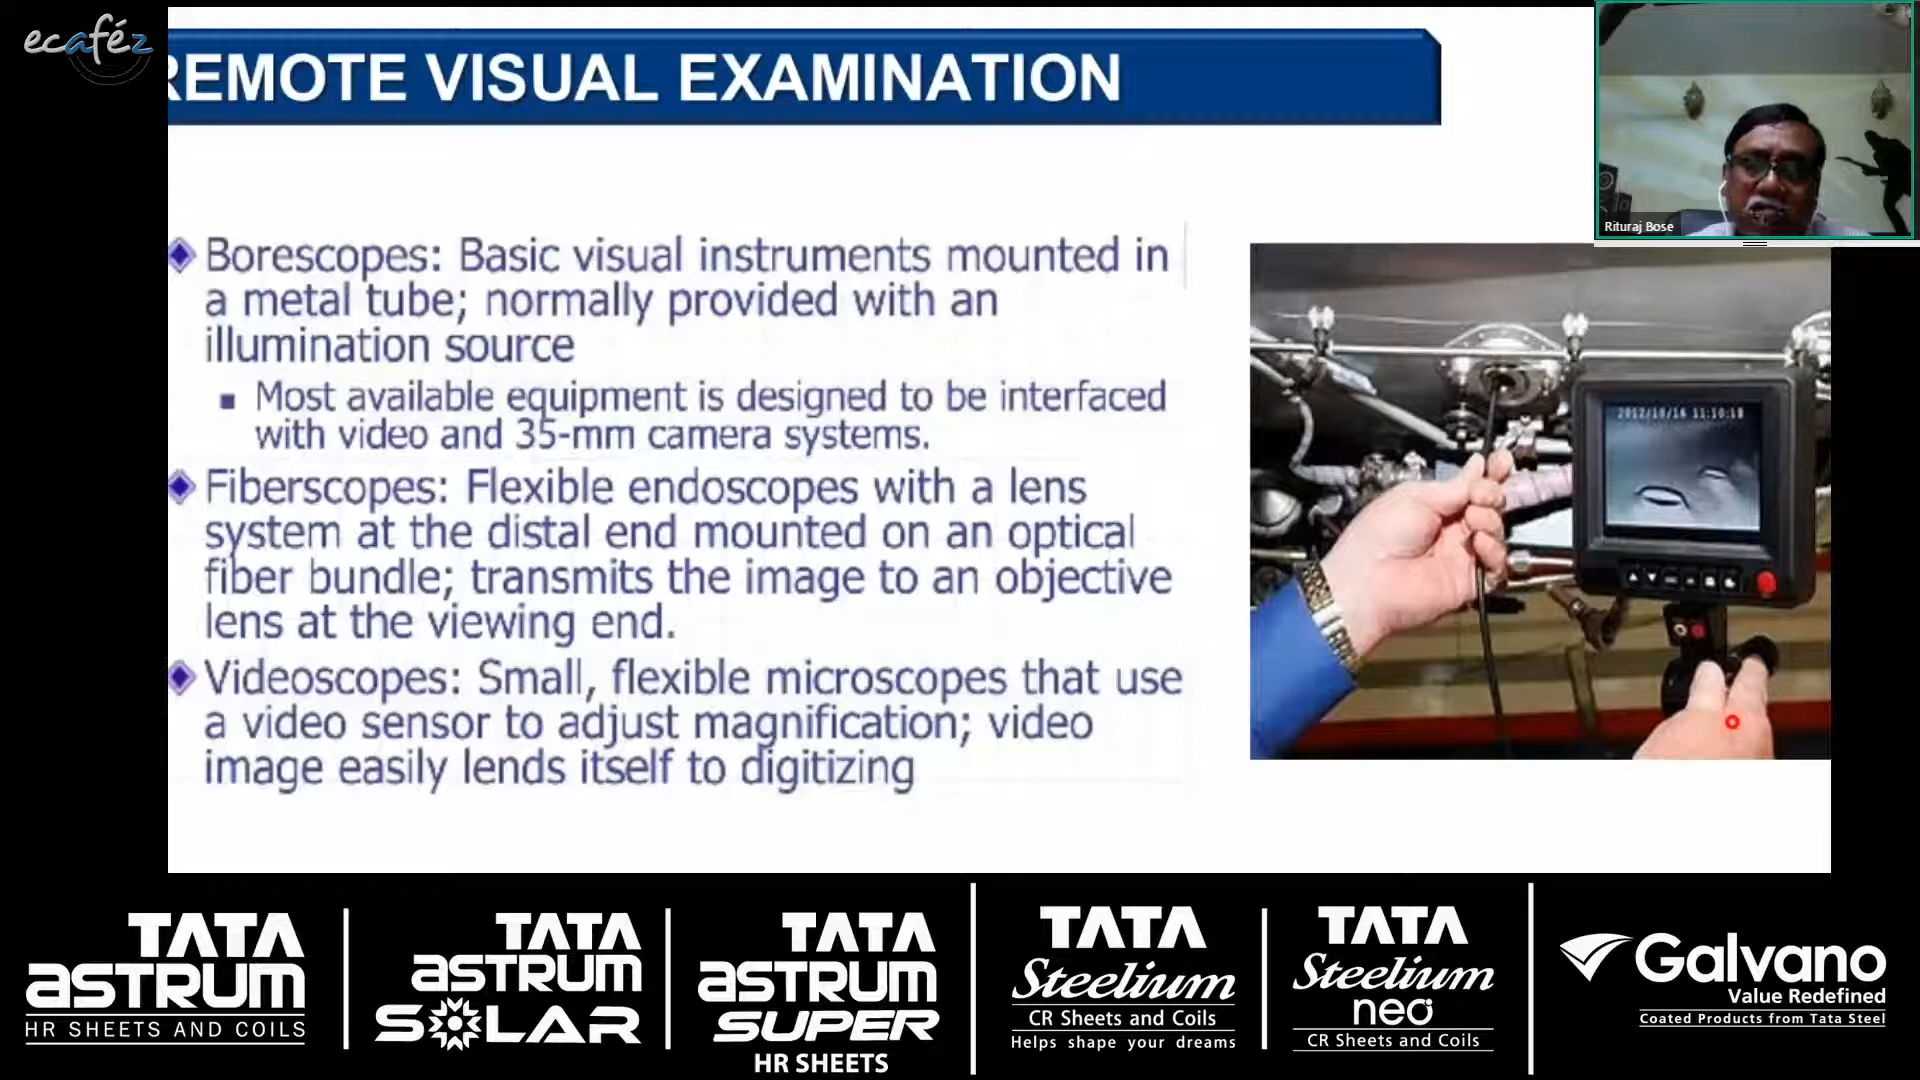 ecaféz
REMOTE VISUAL EXAMINATION
Rituraj Bose
Borescopes: Basic visual instruments mounted in
a metal tube; normally provided with an
illumination source
Most available equipment is designed to be interfaced
with video and 35-mm camera systems.
Fiberscopes: Flexible endoscopes with a lens
system at the distal end mounted on an optical
fiber bundle; transmits the image to an objective
lens at the viewing end.
Videoscopes: Small, flexible microscopes that use
a video sensor to adjust magnification; video
image easily lends itself to digitizing
2012/10/16 11:10:18
TATA
astrum
HR SHEETS AND COILS
TATA
astrum
SOLAR
TATA
astrum
SUPER
HR SHEETS
TATA
Steelium
CR Sheets and Coils
Helps shape your dreams
TATA
Steelium
neo
CR Sheets and Coils
Galvano
Value Redefined
Coated Products from Tata Steel